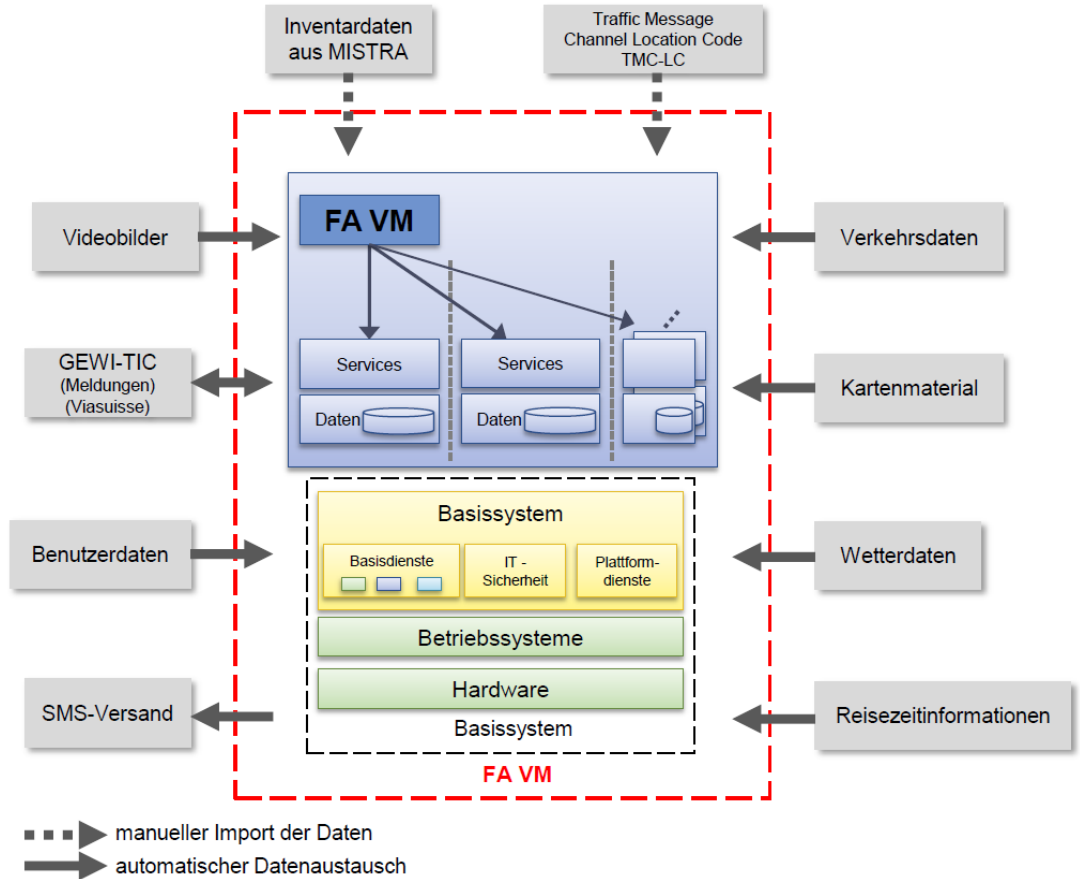 Inventardaten
aus MISTRA
Traffic Message
Channel Location Code
TMC-LC
Videobilder
FA VM
Verkehrsdaten
GEWI-TIC
(Meldungen)
(Viasuisse)
Services
Services
Daten
Daten
Kartenmaterial
Benutzerdaten
Basissystem
Basisdienste
IT -
Sicherheit
Plattform-
dienste
Wetterdaten
Betriebssysteme
Hardware
SMS-Versand
Basissystem
Reisezeitinformationen
FA VM
manueller Import der Daten
automatischer Datenaustausch